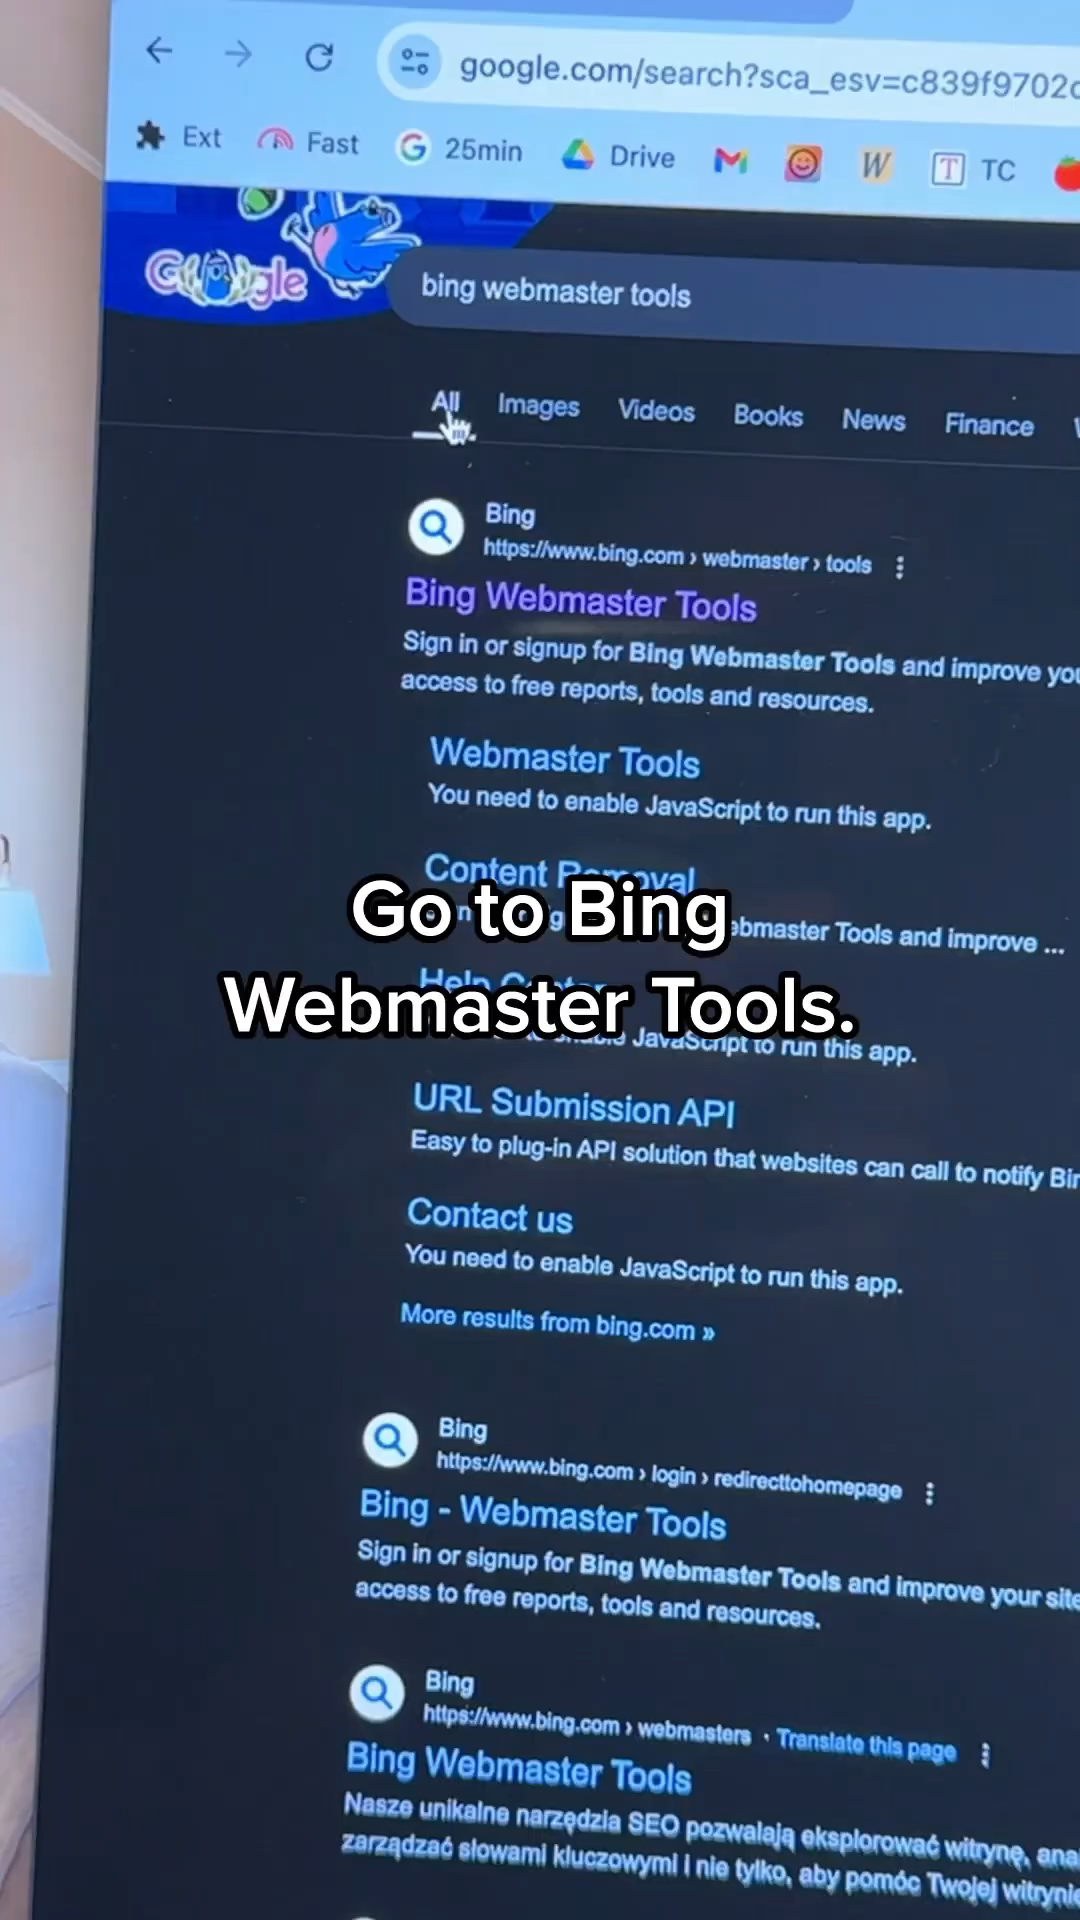 google.com/search?sca_esv=c839f9702
Ext Fast 25min Drive W T TC
Google
bing webmaster tools
All Images Videos Books News Finance
Bing
https://www.bing.com › webmaster › tools
Bing Webmaster Tools
Sign in or signup for Bing Webmaster Tools and improve you
access to free reports, tools and resources.
Webmaster Tools
You need to enable JavaScript to run this app.
Content Removal
ebmaster Tools and improve ...
Go to Bing
Webmaster Tools.
Help Center
JavaScript to run this app.
URL Submission API
Easy to plug-in API solution that websites can call to notify Bin
Contact us
You need to enable JavaScript to run this app.
More results from bing.com »
Bing
https://www.bing.com › login › redirecttohomepage
Bing - Webmaster Tools
Sign in or signup for Bing Webmaster Tools and improve your site
access to free reports, tools and resources.
Bing
https://www.bing.com › webmasters · Translate this page
Bing Webmaster Tools
Nasze unikalne narzędzia SEO pozwalają eksplorować witrynę, ana
zarządzać słowami kluczowymi i nie tylko, aby pomóc Twojej witrynie